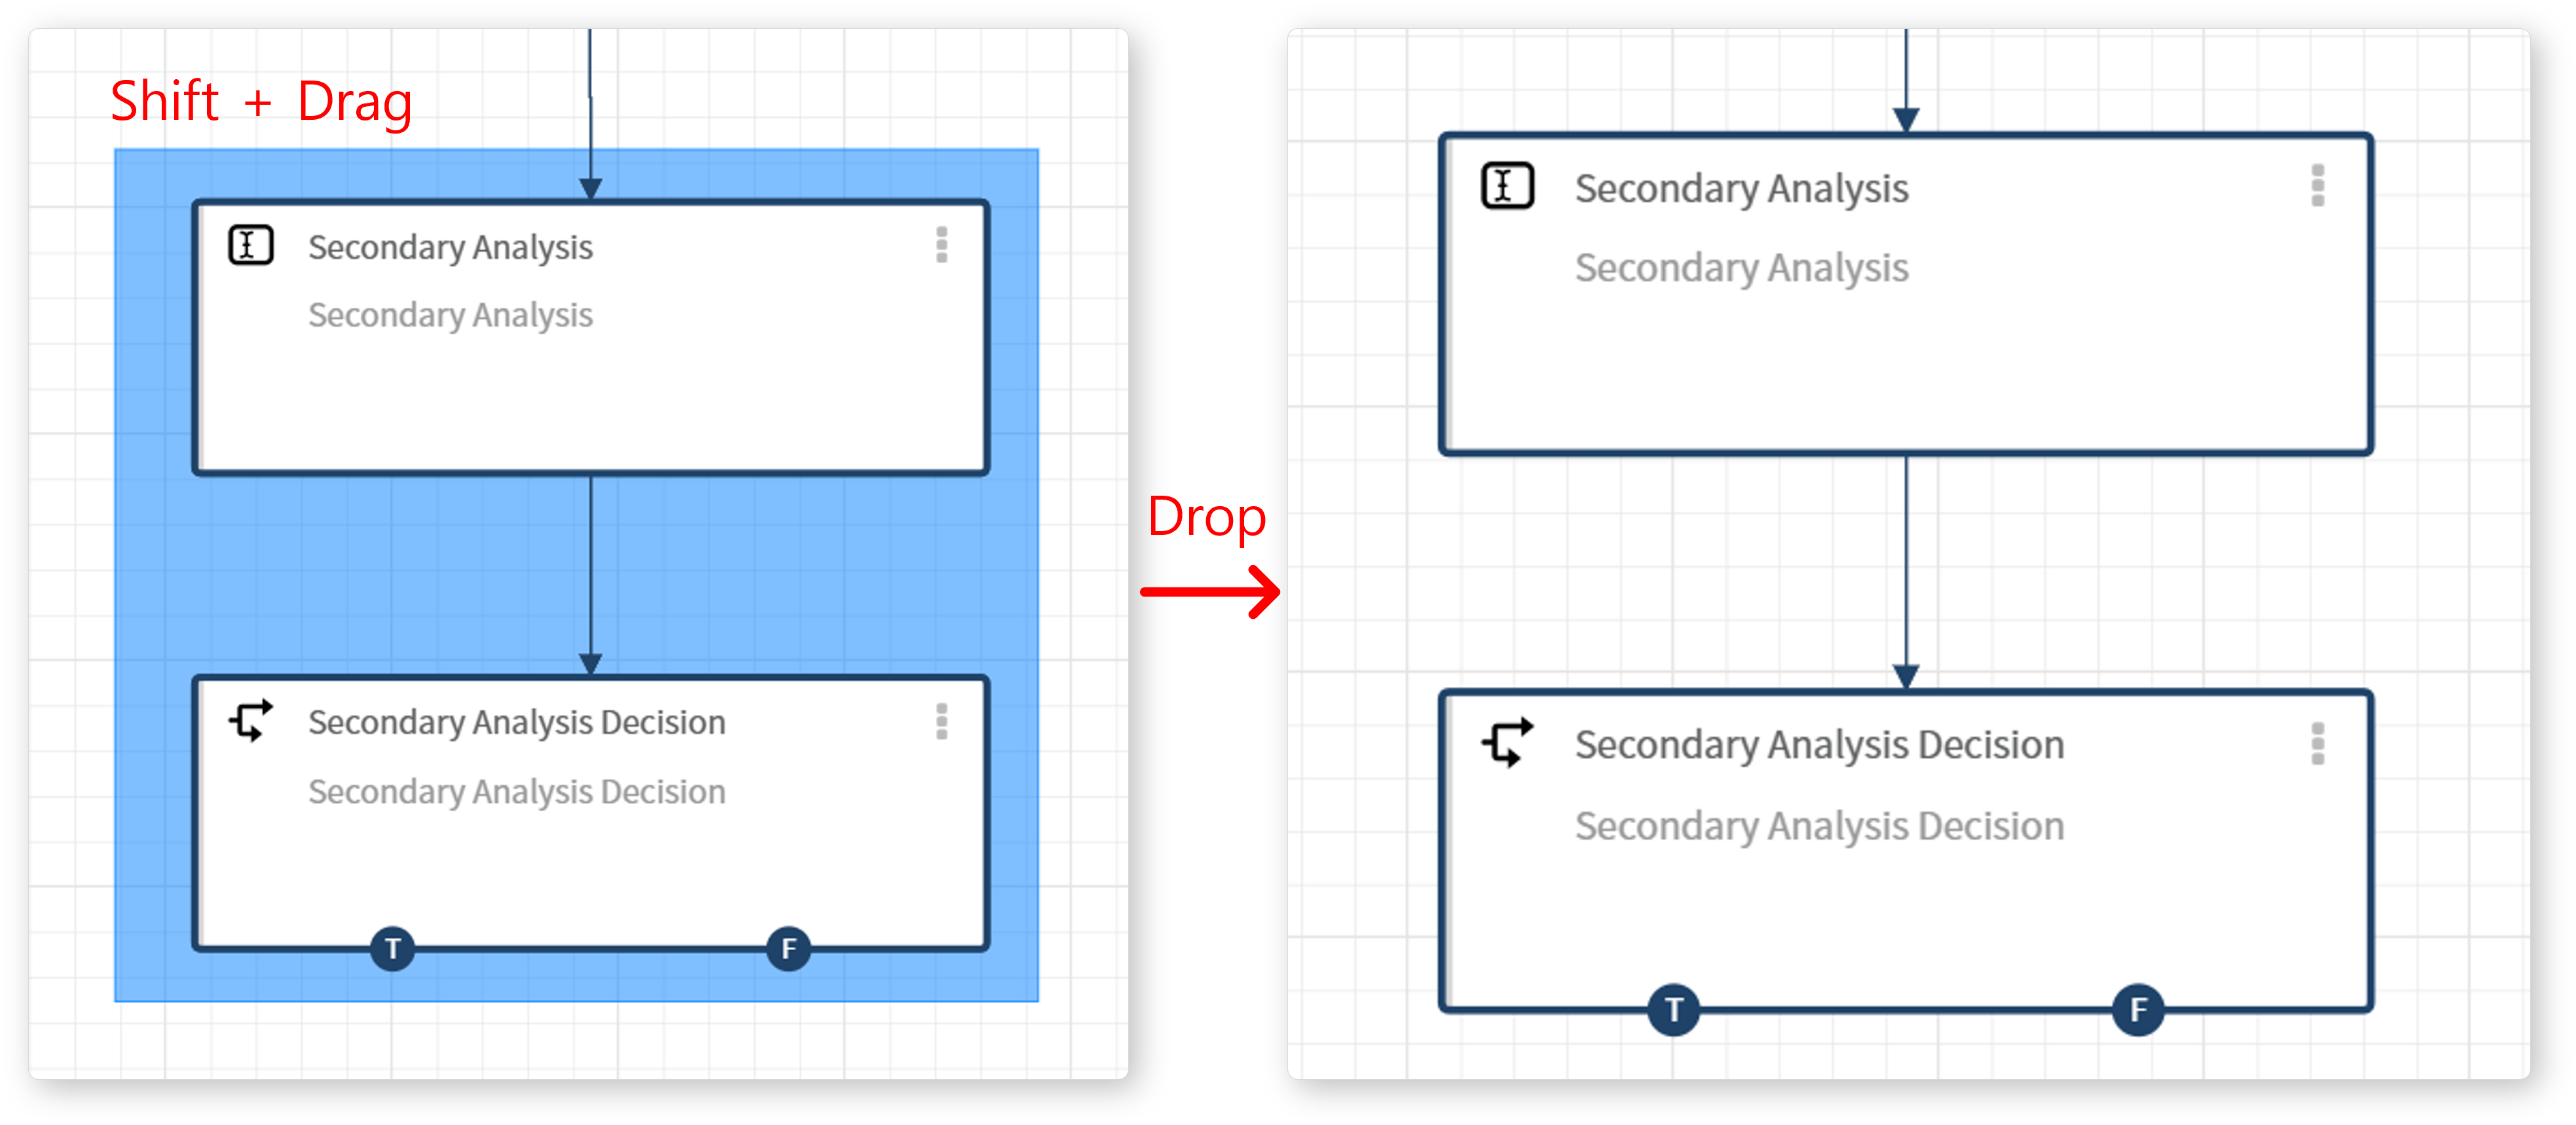 Shift + Drag
Secondary Analysis
Secondary Analysis
Secondary Analysis Decision
Secondary Analysis Decision
T
F
Drop
Secondary Analysis
Secondary Analysis
Secondary Analysis Decision
Secondary Analysis Decision
T
F